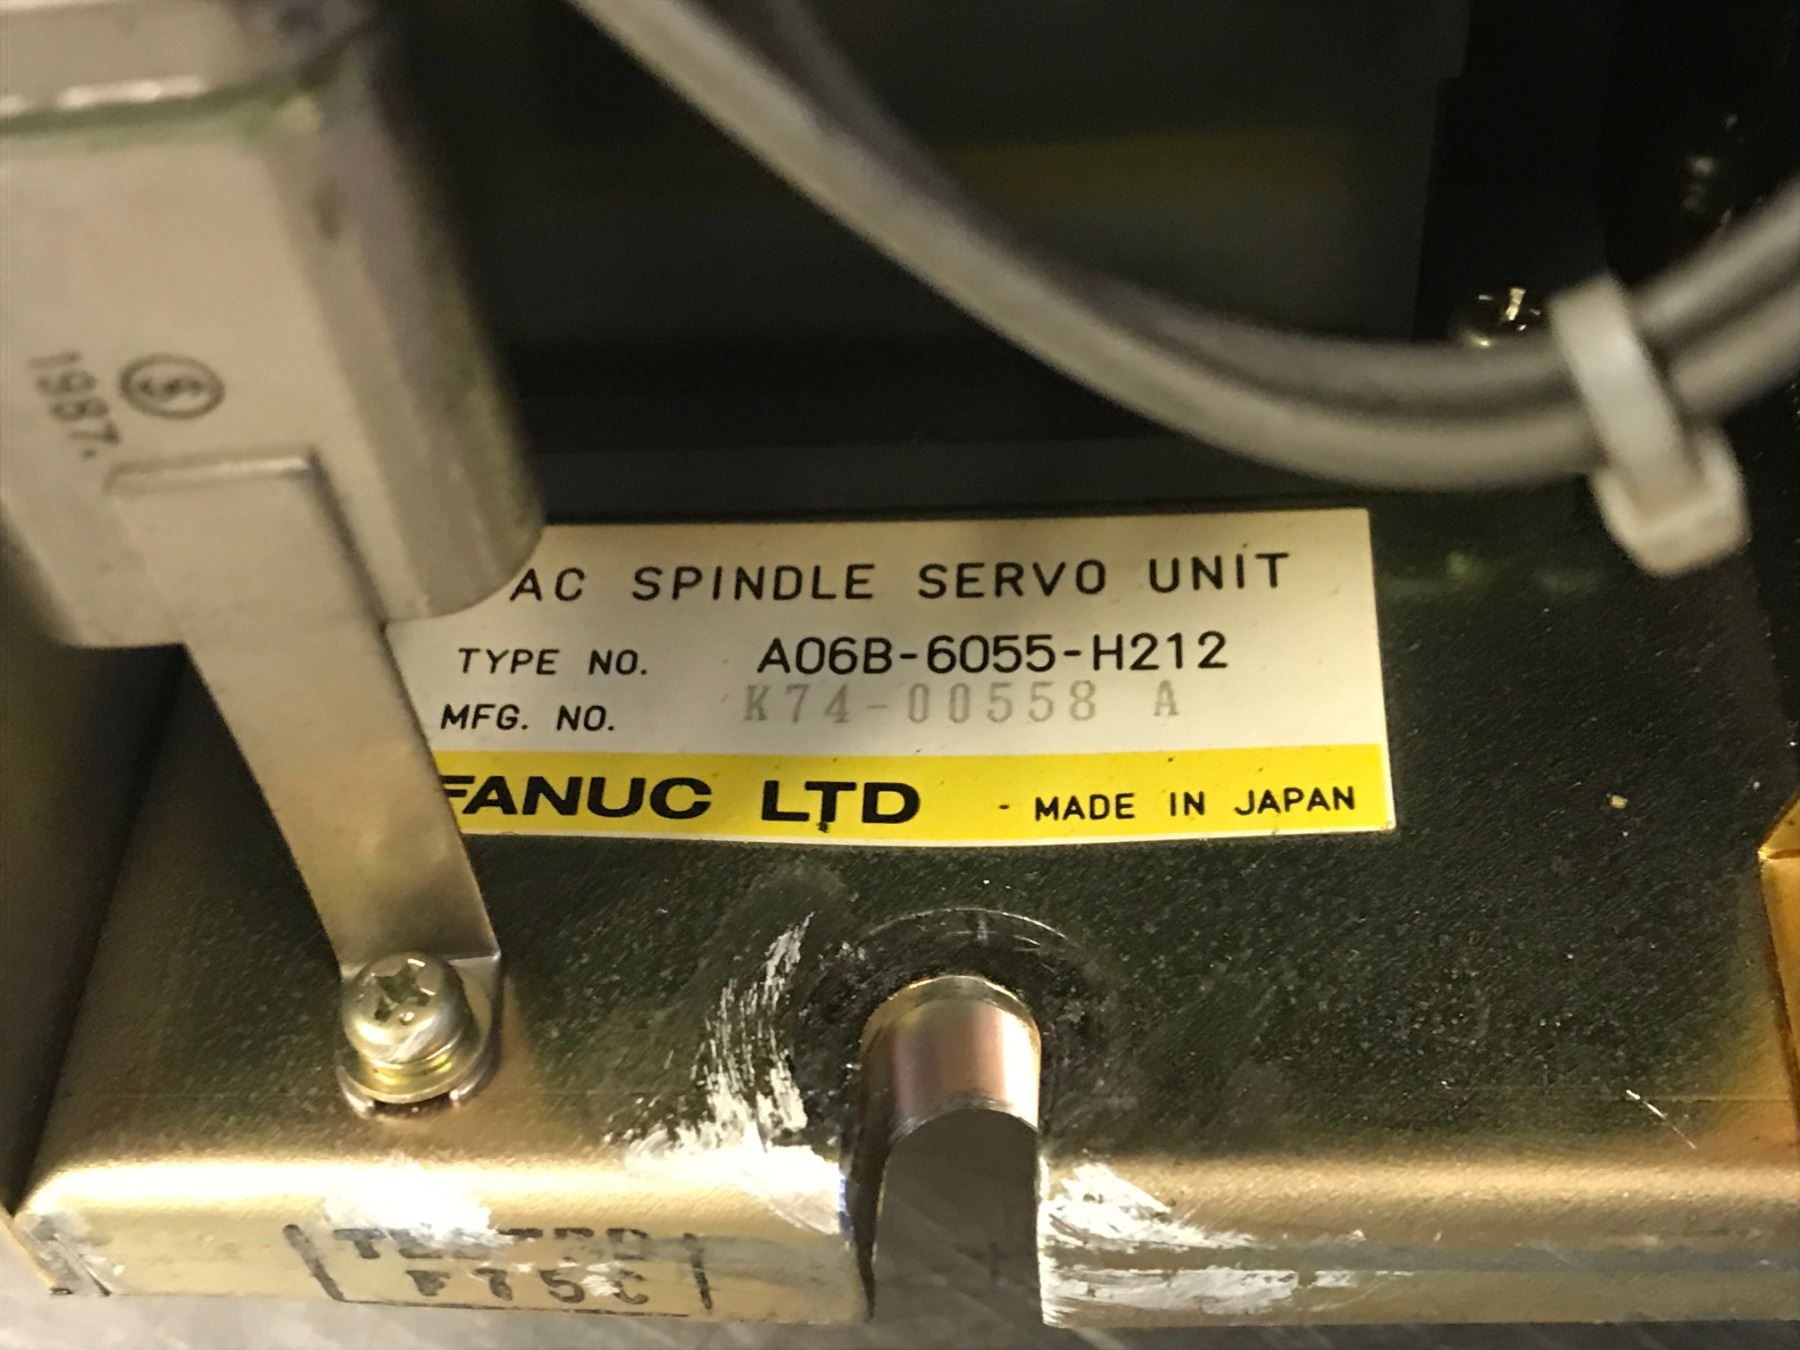 1987.
AC SPINDLE SERVO UNIT
TYPE NO. A06B-6055-H212
MFG. NO. K74-00558 A
FANUC LTD - MADE IN JAPAN
TESTED